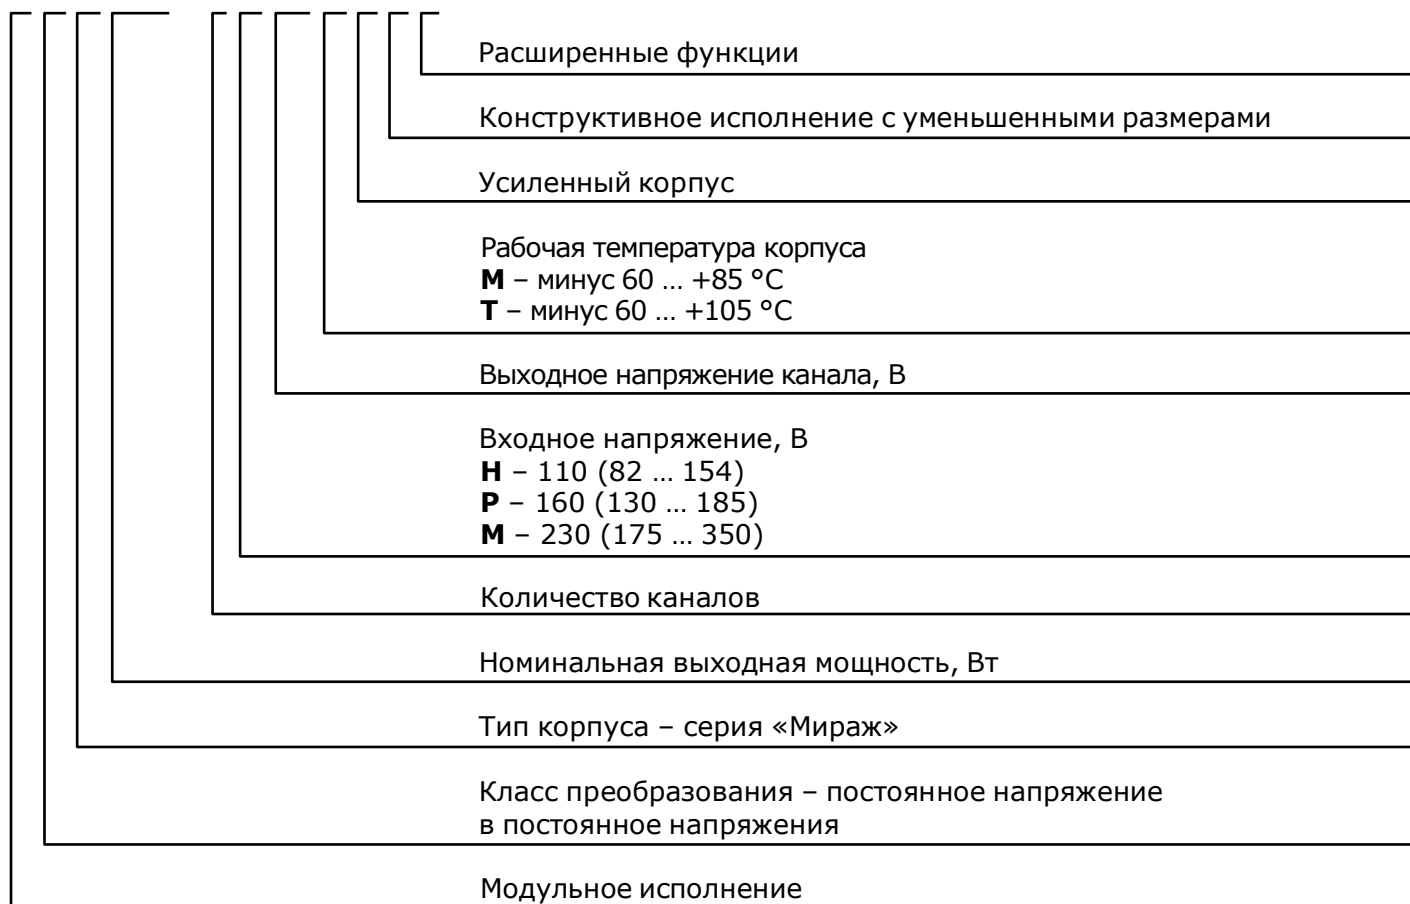 Расширенные функции
Конструктивное исполнение с уменьшенными размерами
Усиленный корпус
Рабочая температура корпуса
М – минус 60 ... +85 °С
Т – минус 60 ... +105 °С
Выходное напряжение канала, В
Входное напряжение, В
Н – 110 (82 ... 154)
Р – 160 (130 ... 185)
М – 230 (175 ... 350)
Количество каналов
Номинальная выходная мощность, Вт
Тип корпуса – серия «Мираж»
Класс преобразования – постоянное напряжение
в постоянное напряжения
Модульное исполнение